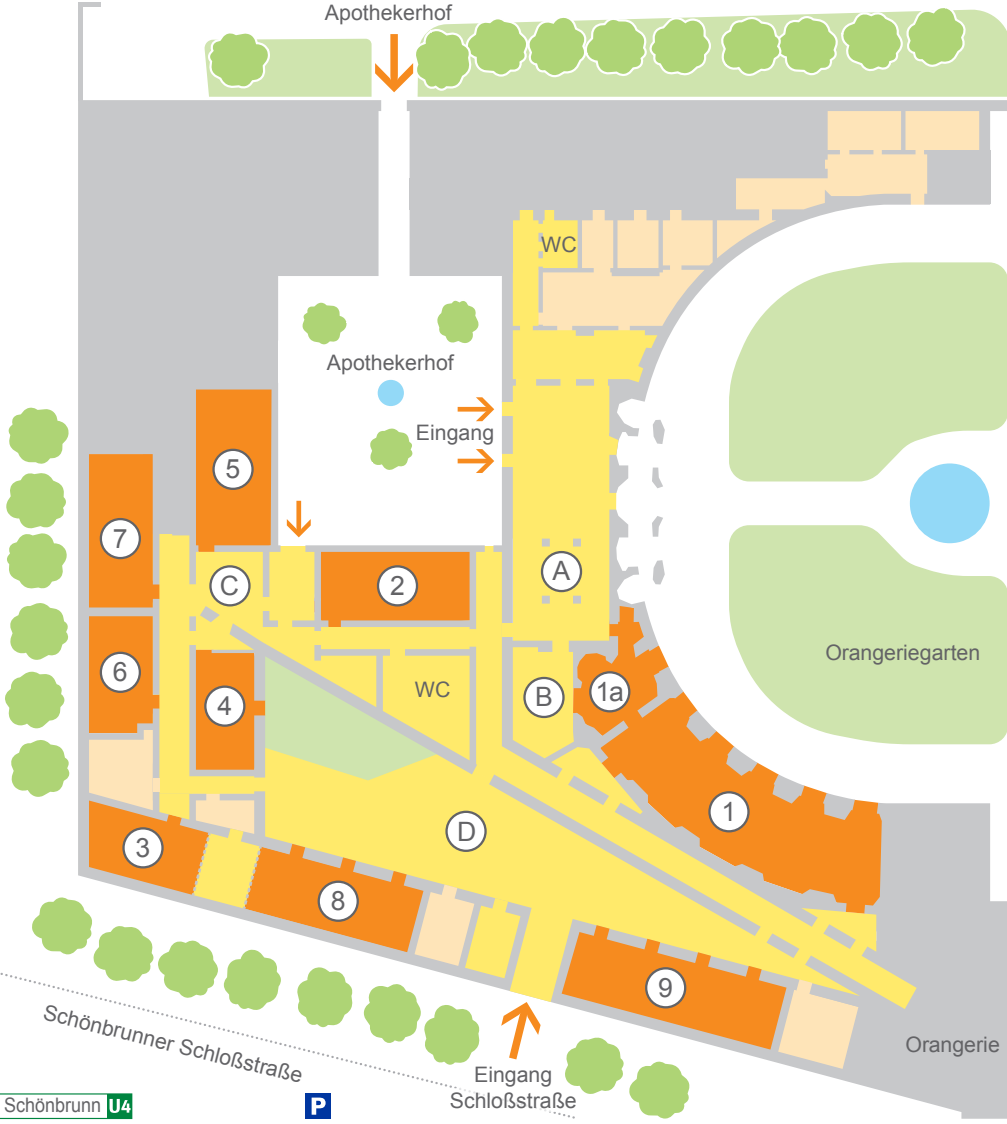 Apothekerhof
WC
Apothekerhof
Eingang
5
7
C
2
A
6
4
WC
B
1a
Orangeriegarten
3
D
1
8
9
Schönbrunner Schloßstraße
Orangerie
Eingang
Schloßstraße
Schönbrunn U4
P